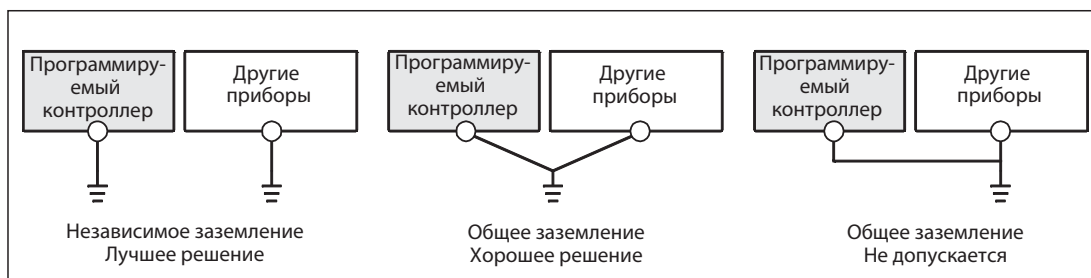 Программиру-
емый
контроллер
Другие
приборы
Независимое заземление
Лучшее решение
Программиру-
емый
контроллер
Другие
приборы
Общее заземление
Хорошее решение
Программиру-
емый
контроллер
Другие
приборы
Общее заземление
Не допускается